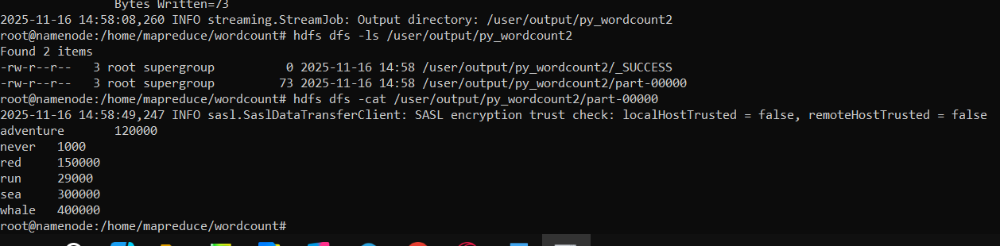 Bytes Written=73
2025-11-16 14:58:08,260 INFO streaming.StreamJob: Output directory: /user/output/py_wordcount2
root@namenode:/home/mapreduce/wordcount# hdfs dfs -ls /user/output/py_wordcount2
Found 2 items
-rw-r--r--   3 root supergroup          0 2025-11-16 14:58 /user/output/py_wordcount2/_SUCCESS
-rw-r--r--   3 root supergroup         73 2025-11-16 14:58 /user/output/py_wordcount2/part-00000
root@namenode:/home/mapreduce/wordcount# hdfs dfs -cat /user/output/py_wordcount2/part-00000
2025-11-16 14:58:49,247 INFO sasl.SaslDataTransferClient: SASL encryption trust check: localHostTrusted = false, remoteHostTrusted = false
adventure       120000
never   1000
red     150000
run     29000
sea     300000
whale   400000
root@namenode:/home/mapreduce/wordcount#